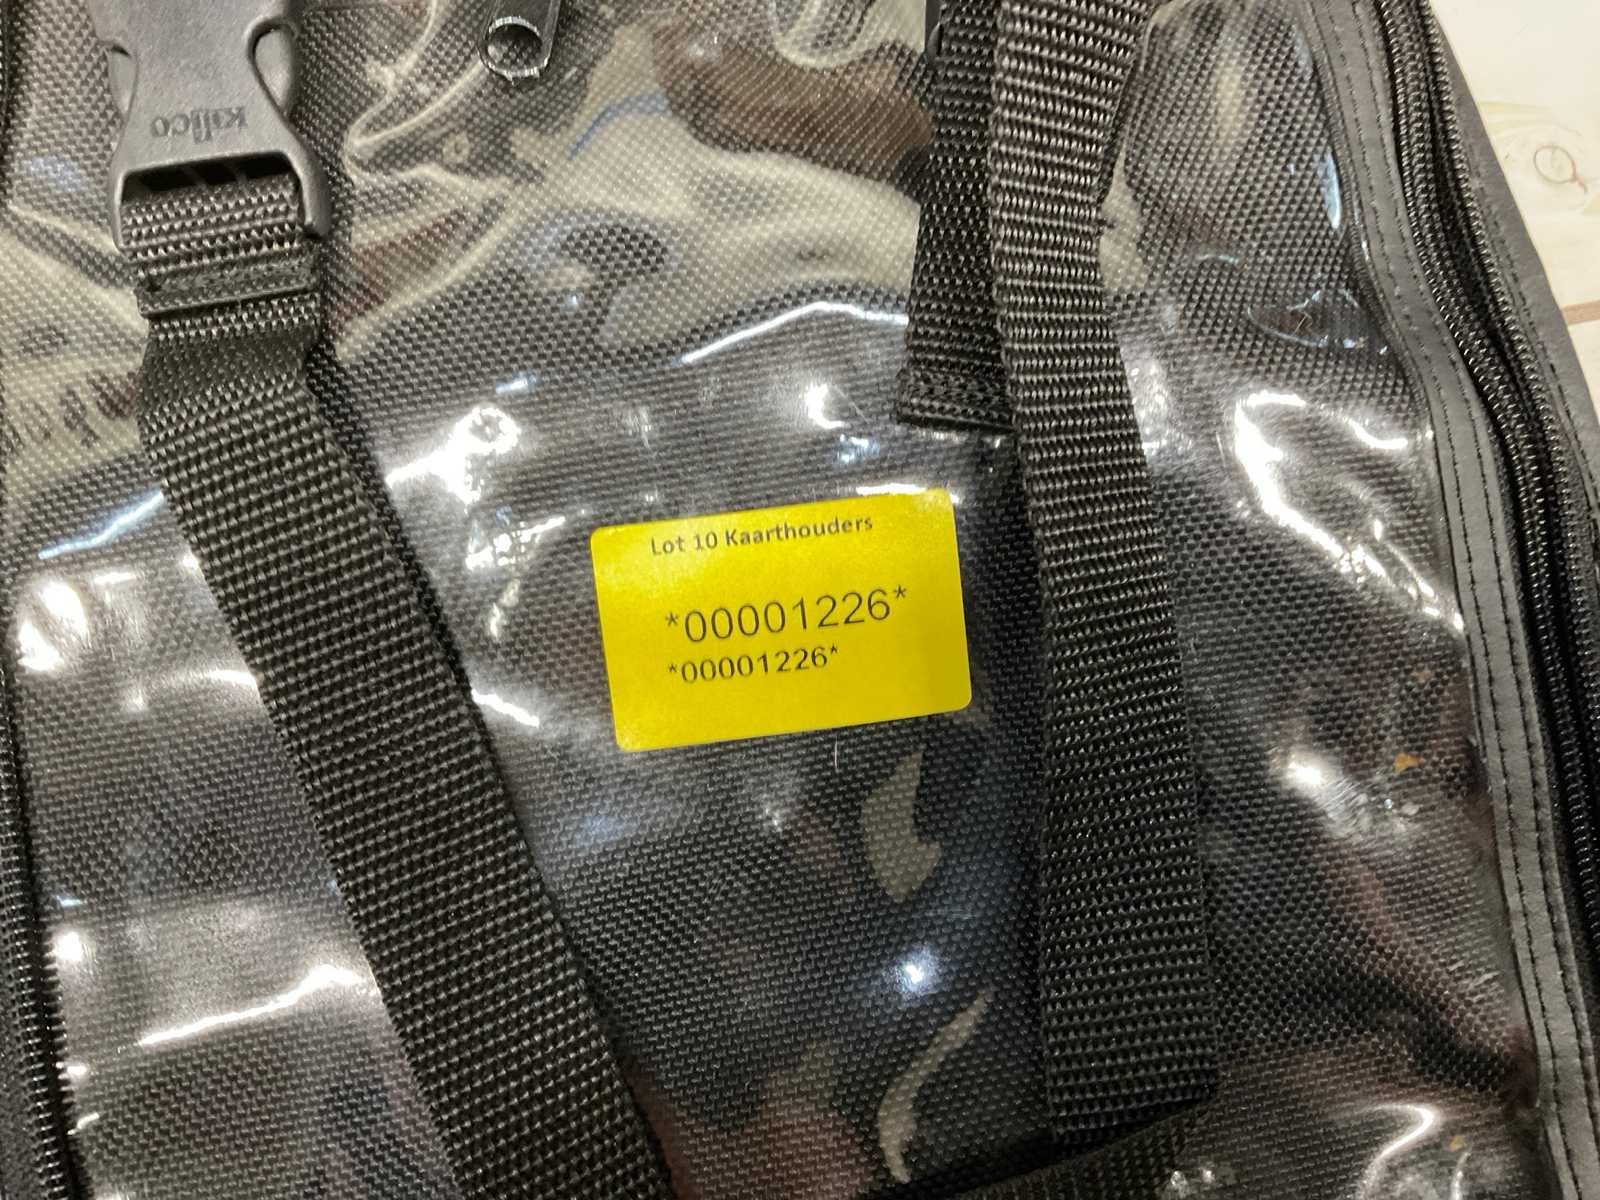 kallco
Lot 10 Kaarthouders
*00001226*
*00001226*